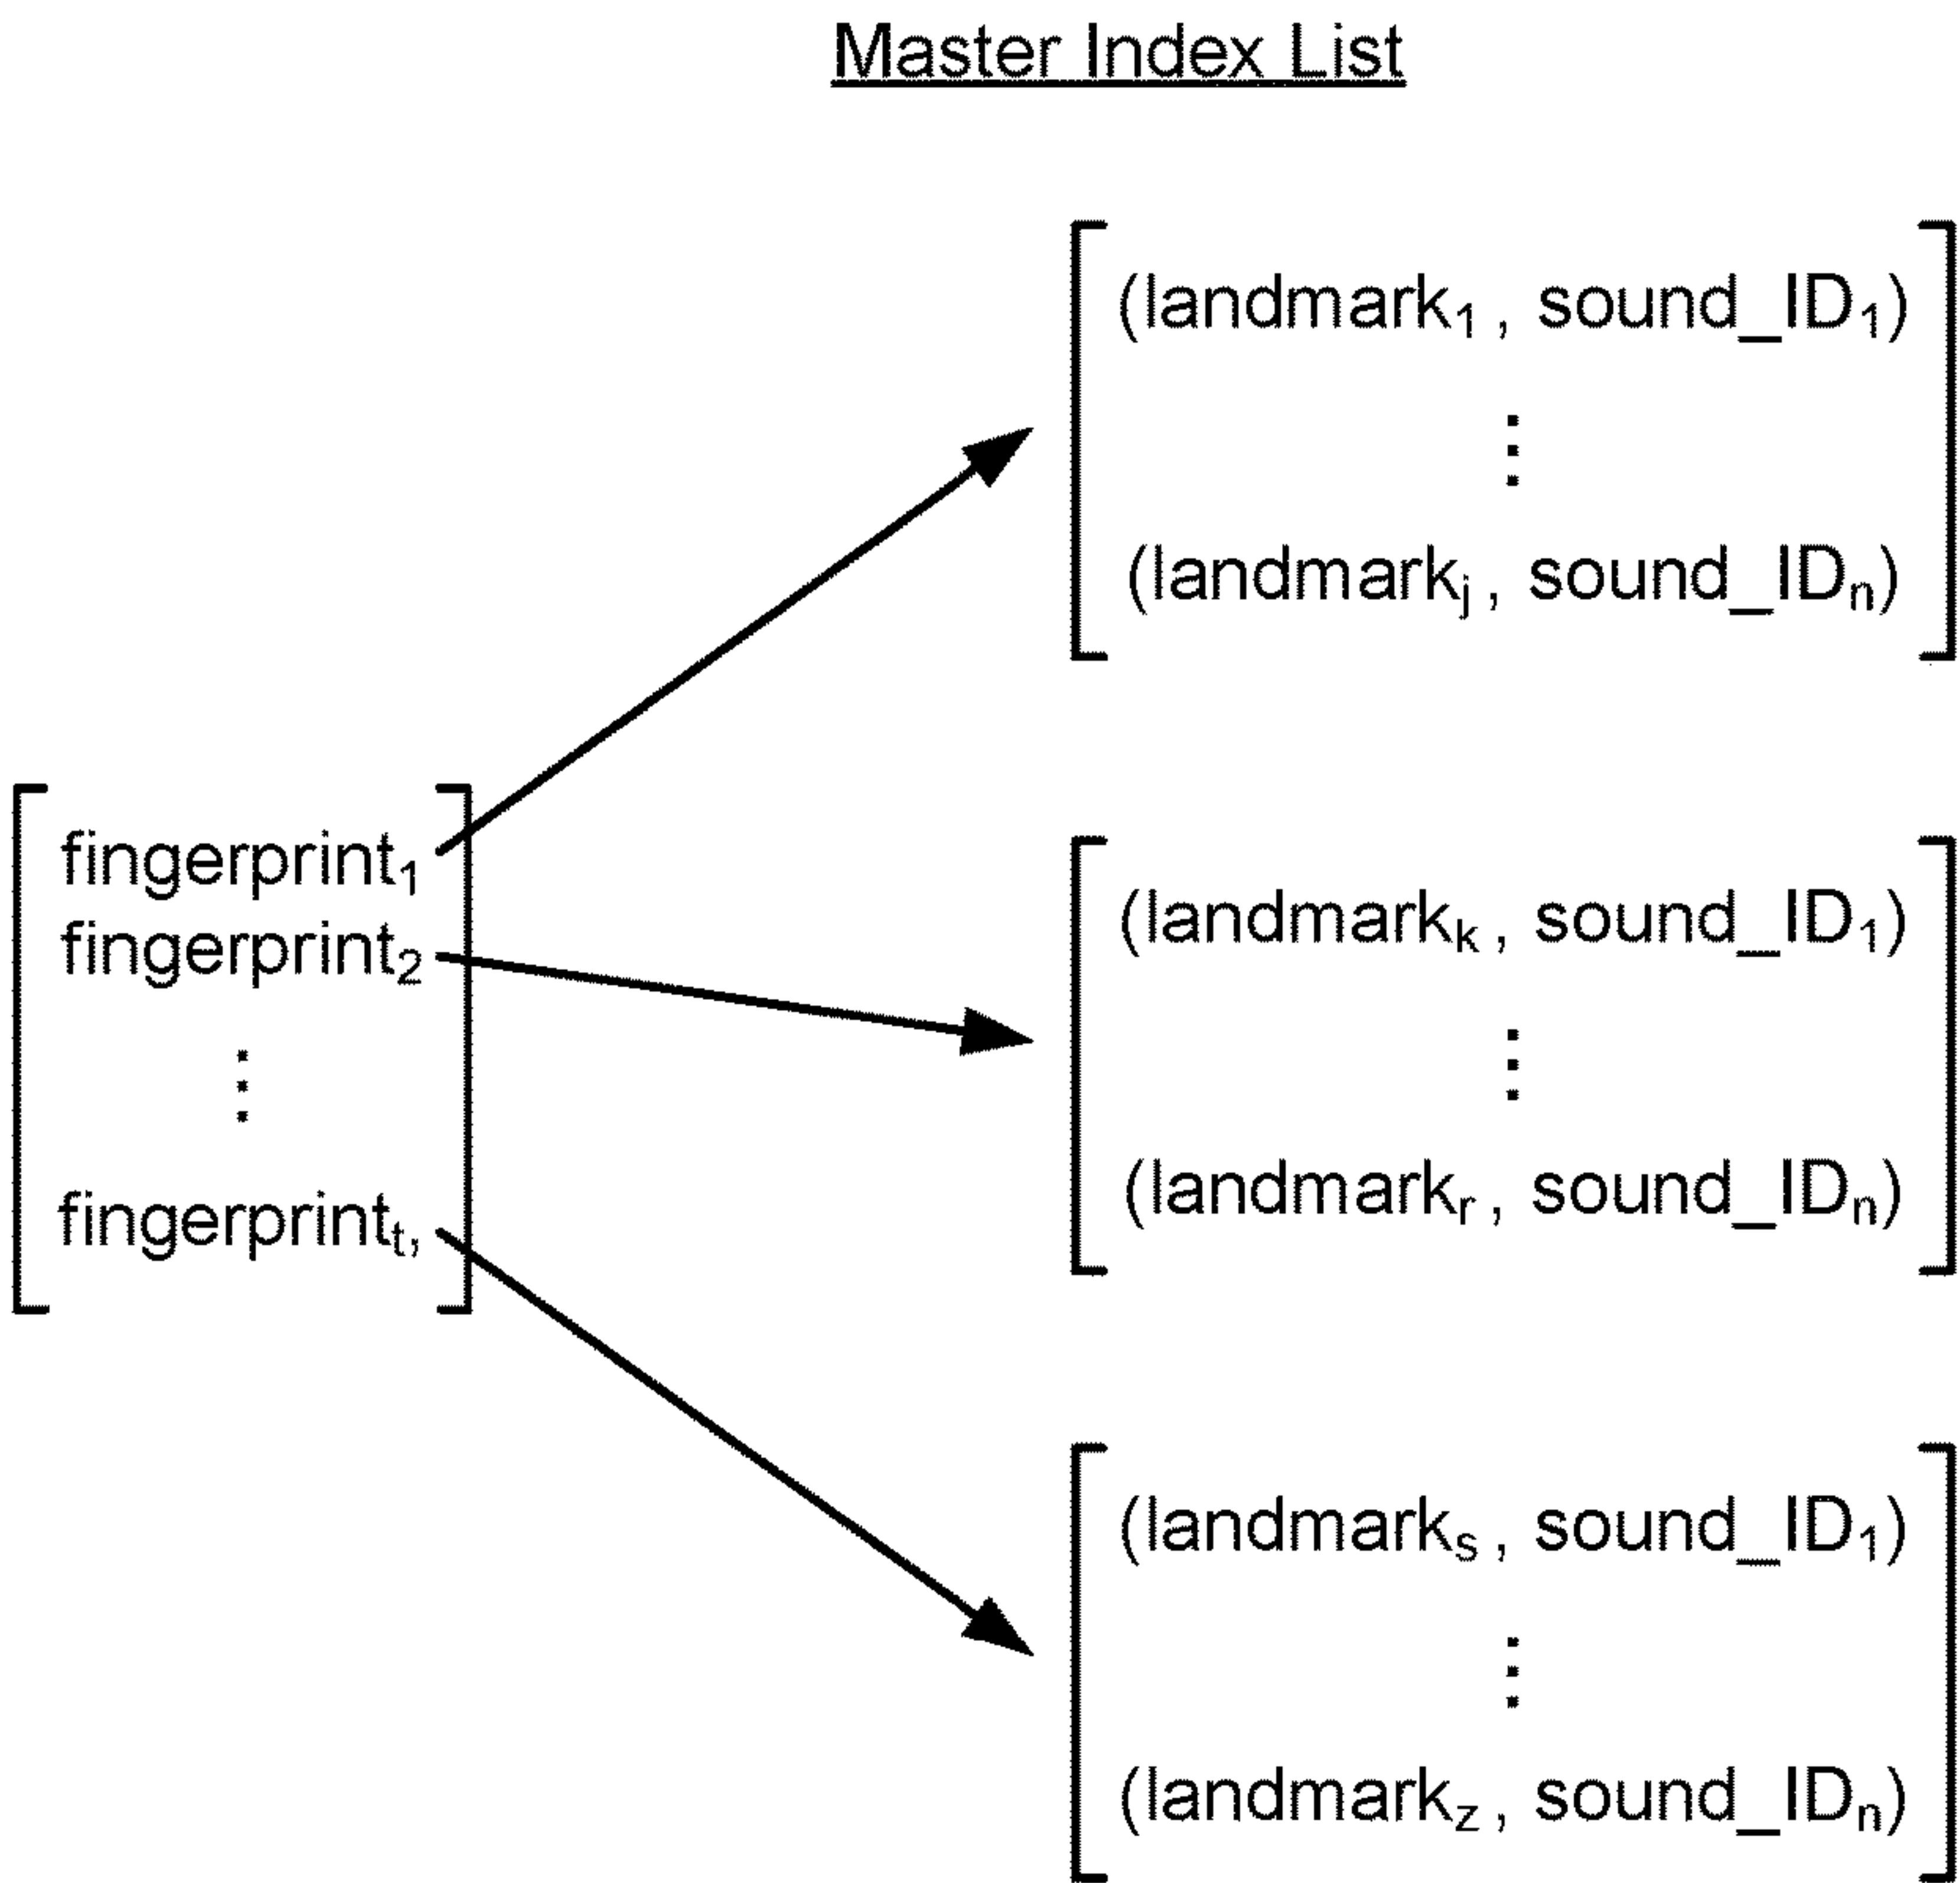 Master Index List
(landmark₁ , sound_ID₁)
⋮
(landmarkⱼ , sound_IDₙ)
fingerprint₁
fingerprint₂
⋮
fingerprintₜ,
(landmarkₖ , sound_ID₁)
⋮
(landmarkᵣ , sound_IDₙ)
(landmarkₛ , sound_ID₁)
⋮
(landmark_z , sound_IDₙ)